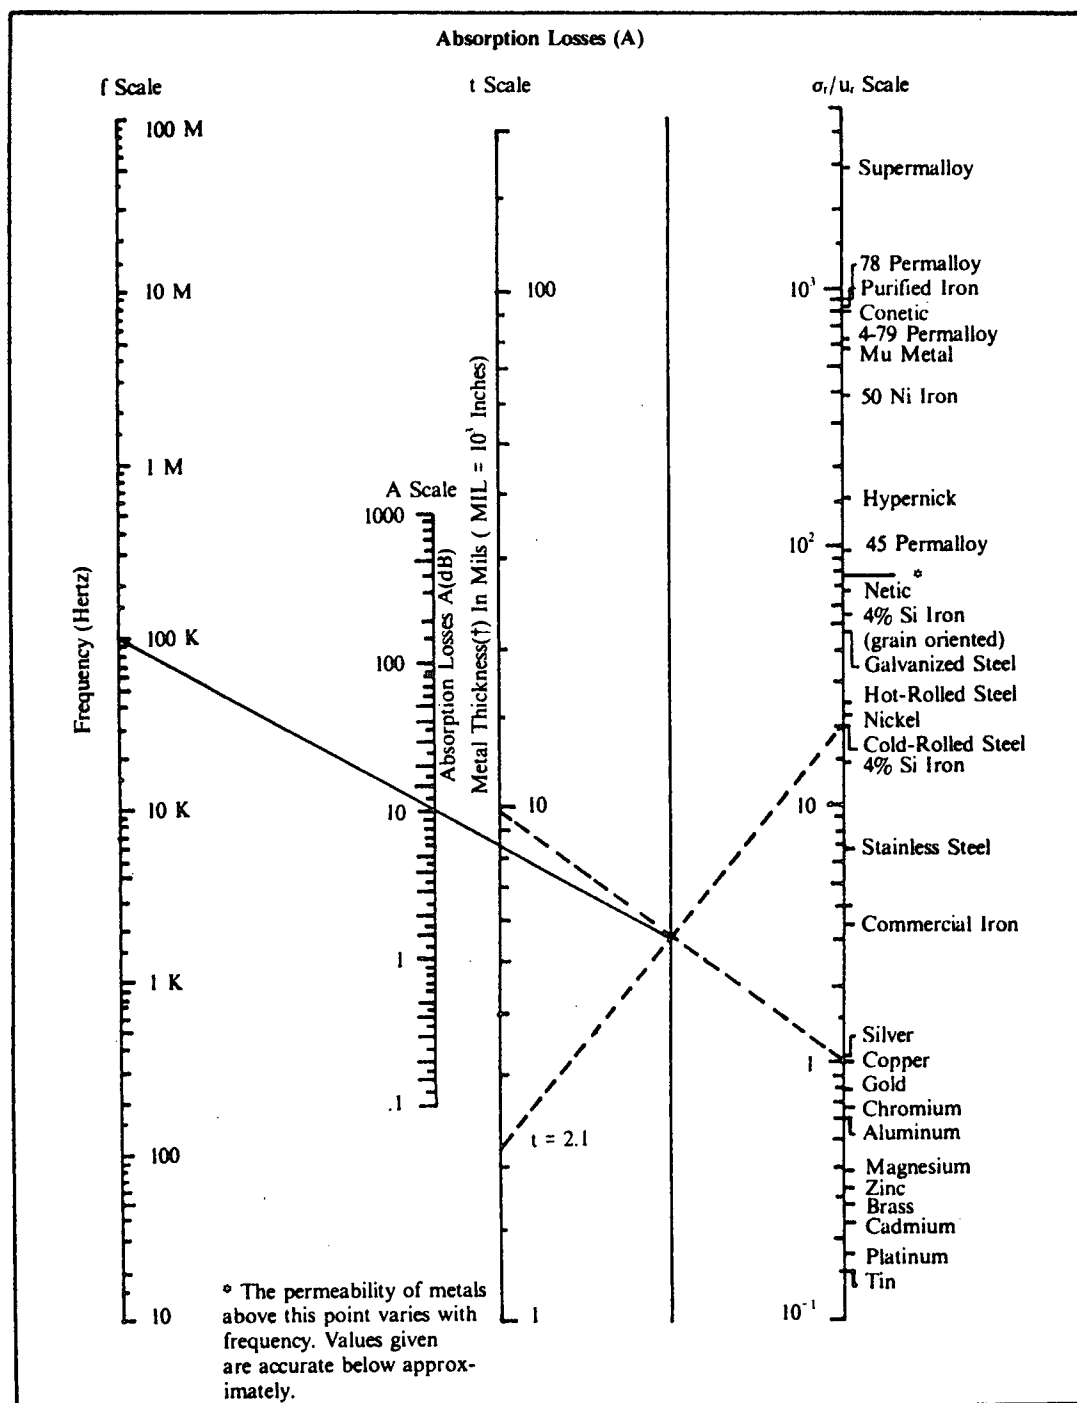 Absorption Losses (A)
f Scale
t Scale
σr/ur Scale
100 M
10 M
1 M
100 K
10 K
1 K
100
10
Frequency (Hertz)
A Scale
1000
100
10
1
.1
Absorption Losses A(dB)
Metal Thickness(†) In Mils ( MIL = 10³ Inches)
100
10
t = 2.1
1
Supermalloy
78 Permalloy
10³
Purified Iron
Conetic
4-79 Permalloy
Mu Metal
50 Ni Iron
Hypernick
10²
45 Permalloy
*
Netic
4% Si Iron
(grain oriented)
Galvanized Steel
Hot-Rolled Steel
Nickel
Cold-Rolled Steel
4% Si Iron
10
Stainless Steel
Commercial Iron
Silver
1
Copper
Gold
Chromium
Aluminum
Magnesium
Zinc
Brass
Cadmium
Platinum
Tin
10⁻¹
* The permeability of metals
above this point varies with
frequency. Values given
are accurate below approx-
imately.